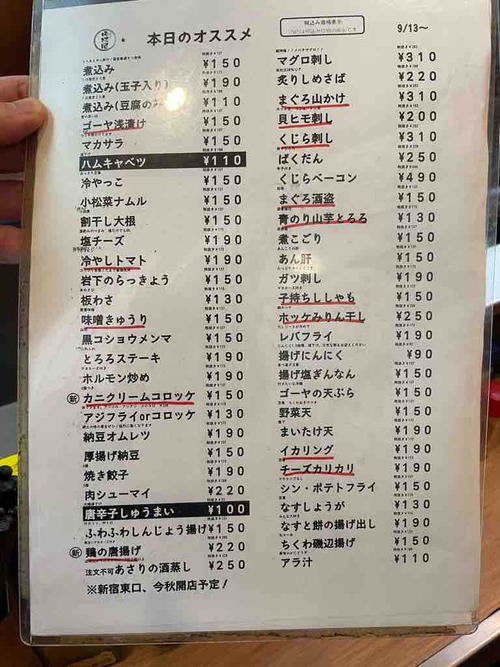 本日のオススメ
税込み価格表示
9/13～
煮込み ¥150
煮込み(玉子入り) ¥190
煮込み(豆腐のみ ¥110
ゴーヤ浅漬け ¥150
マカサラ ¥150
ハムキャベツ ¥110
冷やっこ ¥150
小松菜ナムル ¥150
割干し大根 ¥150
塩チーズ ¥190
冷やしトマト ¥190
岩下のらっきょう ¥150
板わさ ¥130
味噌きゅうり ¥150
黒コショウメンマ ¥150
とろろステーキ ¥190
ホルモン炒め ¥190
新 カニクリームコロッケ ¥150
アジフライorコロッケ ¥130
納豆オムレツ ¥190
厚揚げ納豆 ¥150
焼き餃子 ¥190
肉シューマイ ¥220
唐辛子しゅうまい ¥100
ふわふわしんじょう揚げ ¥150
新 鶏の唐揚げ ¥220
注文不可 あさりの酒蒸し ¥250
※新宿東口、今秋開店予定！
マグロ刺し ¥310
炙りしめさば ¥220
まぐろ山かけ ¥310
貝ヒモ刺し ¥200
くじら刺し ¥310
ばくだん ¥250
くじらベーコン ¥490
まぐろ酒盗 ¥150
青のり山芋とろろ ¥130
煮こごり ¥150
あん肝 ¥150
ガツ刺し ¥190
子持ちししゃも ¥150
ホッケみりん干し ¥250
レバフライ ¥190
揚げにんにく ¥90
揚げ塩ぎんなん ¥150
ゴーヤの天ぷら ¥150
野菜天 ¥150
まいたけ天 ¥190
イカリング ¥190
チーズカリカリ ¥190
シン・ポテトフライ ¥150
なすしょうが ¥130
なすと餅の揚げ出し ¥190
ちくわ磯辺揚げ ¥150
アラ汁 ¥110